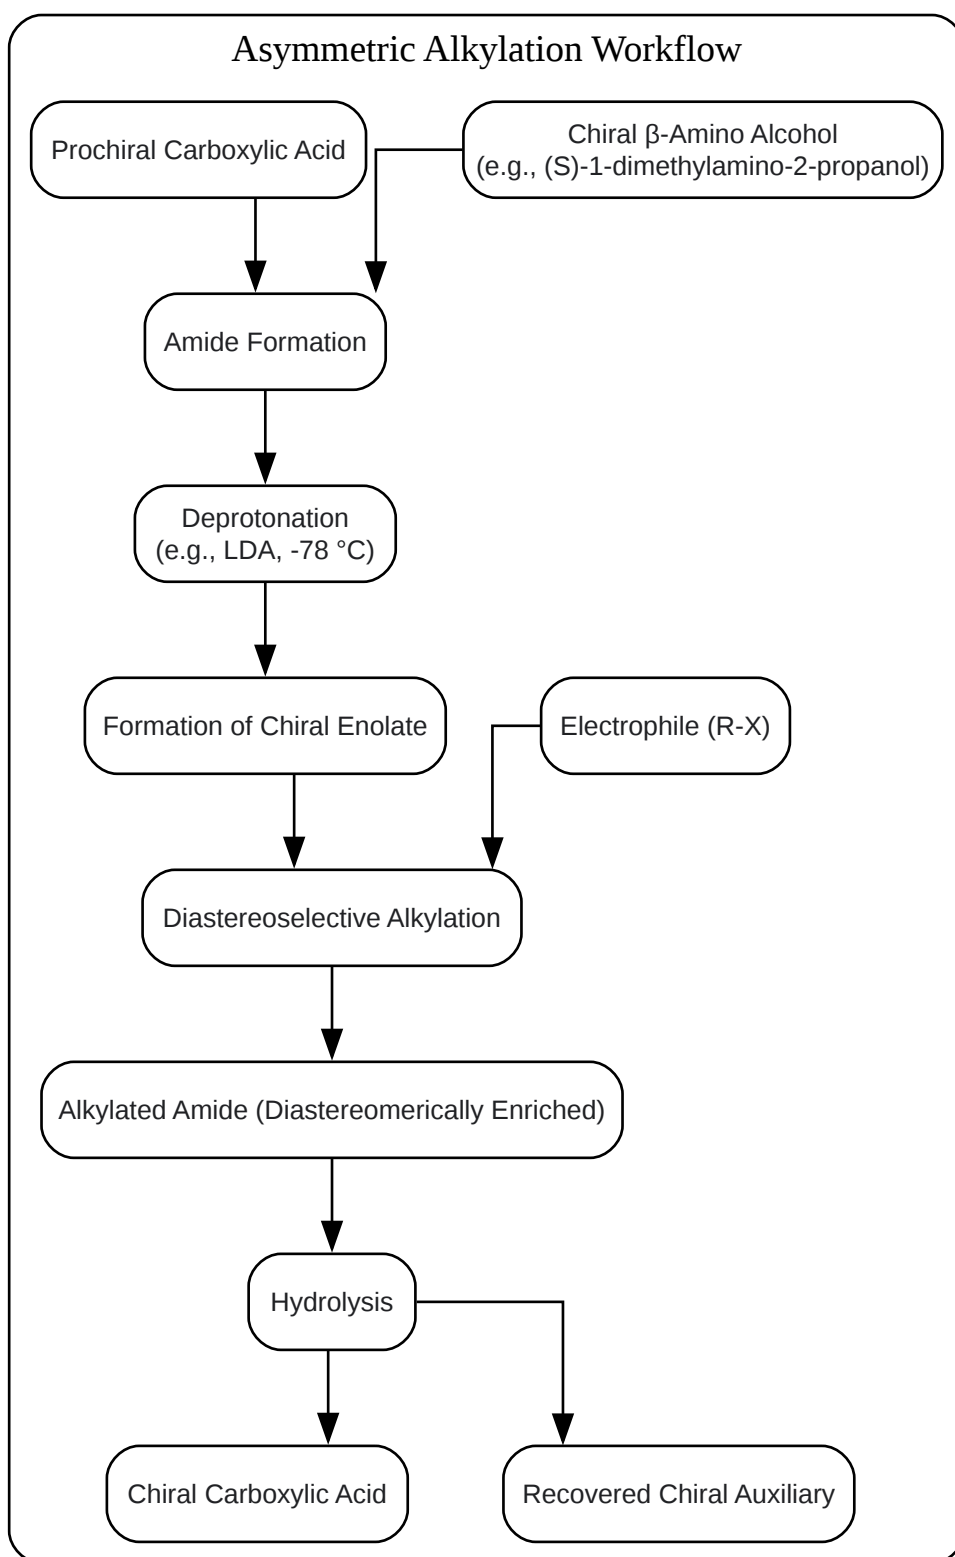 Asymmetric Alkylation Workflow
Prochiral Carboxylic Acid
Chiral β-Amino Alcohol
(e.g., (S)-1-dimethylamino-2-propanol)
Amide Formation
Deprotonation
(e.g., LDA, -78 °C)
Formation of Chiral Enolate
Electrophile (R-X)
Diastereoselective Alkylation
Alkylated Amide (Diastereomerically Enriched)
Hydrolysis
Chiral Carboxylic Acid
Recovered Chiral Auxiliary